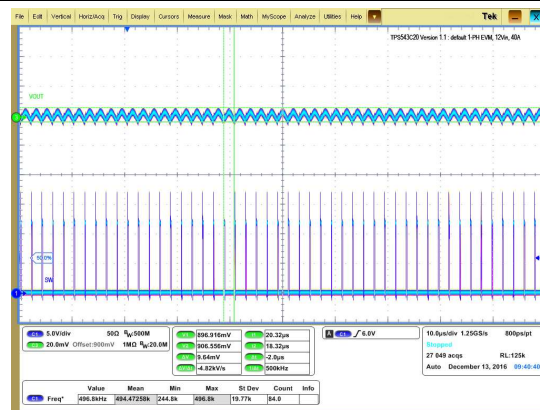 File Edit Vertical Horiz/Acq Trig Display Cursors Measure Mask Math MyScope Analyze Utilities Help Tek
TPS543C20 Version 1.1 : default 1-PH EVM, 12Vin, 40A
VOUT
50.0%
SW
C1 5.0V/div 50Ω BW:500M
20.0mV Offset:900mV 1MΩ BW:20.0M
896.916mV 20.32µs
906.556mV 18.32µs
9.64mV -2.0µs
-4.82kV/s 500kHz
A C1 6.0V
10.0µs/div 1.25GS/s 800ps/pt
Stopped
27 049 acqs RL:125k
Auto December 13, 2016 09:40:40
Value Mean Min Max St Dev Count Info
C1 Freq* 496.8kHz 494.47258k 244.8k 496.8k 19.77k 84.0